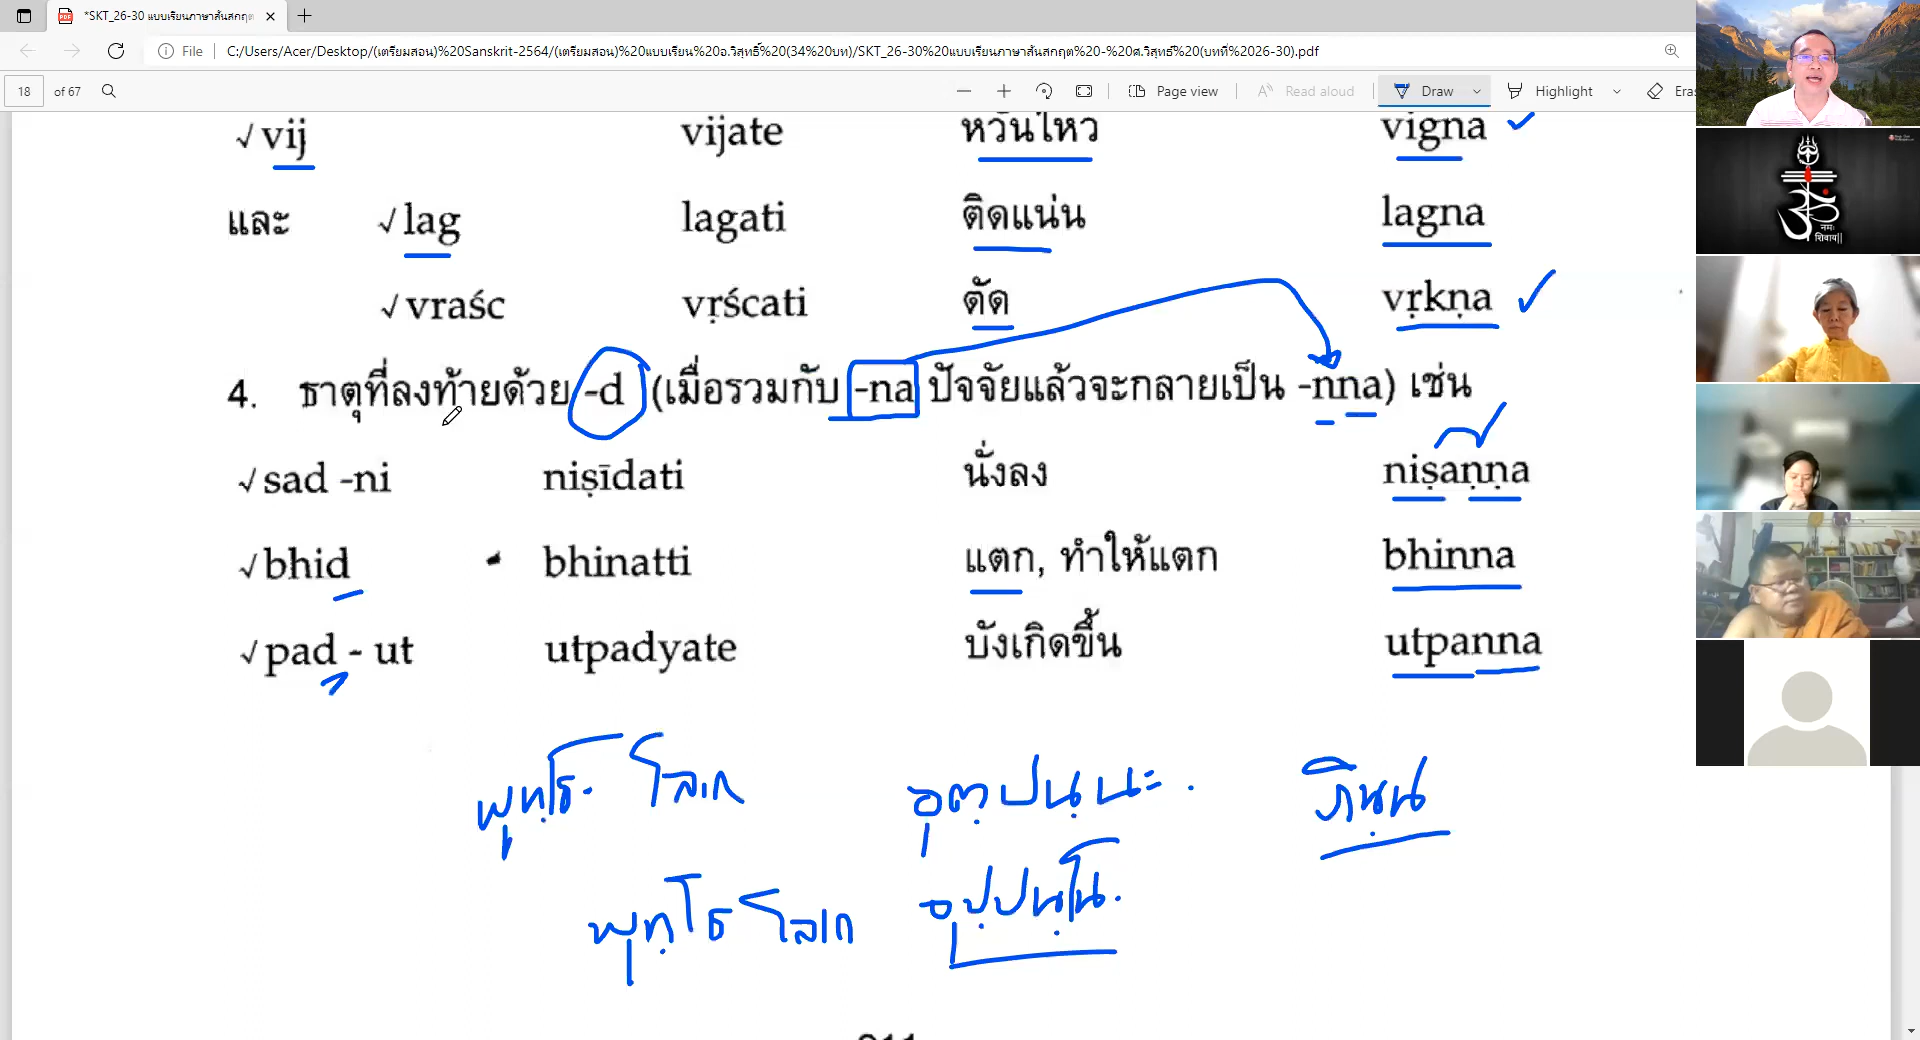 *SKT_26-30 แบบเรียนภาษาสันสกฤต
File C:/Users/Acer/Desktop/(เตรียมสอน)%20Sanskrit-2564/(เตรียมสอน)%20แบบเรียน%20อ.วิสุทธิ์%20(34%20บท)/SKT_26-30%20แบบเรียนภาษาสันสกฤต%20-%20ศ.วิสุทธ์%20(บทที่%2026-30).pdf
18 of 67 Page view Read aloud Draw Highlight
√ vij vijate หวั่นไหว vigna
และ √ lag lagati ติดแน่น lagna
√ vraśc vṛścati ตัด vṛkṇa
4. ธาตุที่ลงท้ายด้วย -d (เมื่อรวมกับ -na ปัจจัยแล้วจะกลายเป็น -nna) เช่น
√ sad -ni niṣīdati นั่งลง niṣaṇṇa
√ bhid bhinatti แตก, ทำให้แตก bhinna
√ pad - ut utpadyate บังเกิดขึ้น utpanna
พุทฺโธ โลเก อุตฺปนฺนะ ภินฺน
พุทฺโธ โลเก อุปฺปนฺโน
नमः
शिवाय||